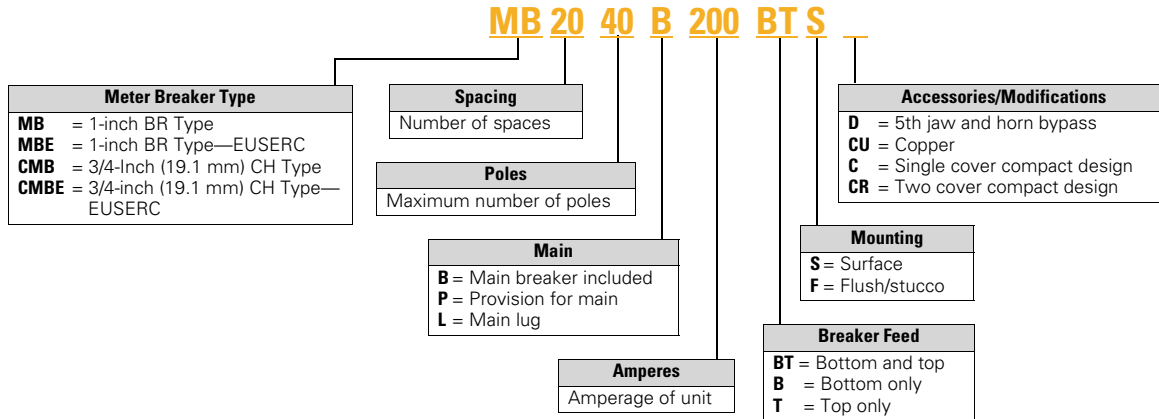 MB 20 40 B 200 BT S _
Meter Breaker Type
MB = 1-inch BR Type
MBE = 1-inch BR Type—EUSERC
CMB = 3/4-Inch (19.1 mm) CH Type
CMBE = 3/4-inch (19.1 mm) CH Type—
EUSERC
Spacing
Number of spaces
Poles
Maximum number of poles
Main
B = Main breaker included
P = Provision for main
L = Main lug
Amperes
Amperage of unit
Accessories/Modifications
D = 5th jaw and horn bypass
CU = Copper
C = Single cover compact design
CR = Two cover compact design
Mounting
S = Surface
F = Flush/stucco
Breaker Feed
BT = Bottom and top
B = Bottom only
T = Top only